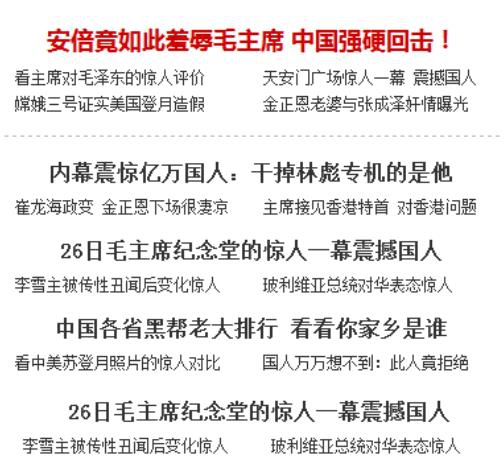 安倍竟如此羞辱毛主席 中国强硬回击！
看主席对毛泽东的惊人评价 天安门广场惊人一幕 震撼国人
嫦娥三号证实美国登月造假 金正恩老婆与张成泽奸情曝光
内幕震惊亿万国人：干掉林彪专机的是他
崔龙海政变 金正恩下场很凄凉 主席接见香港特首 对香港问题
26日毛主席纪念堂的惊人一幕震撼国人
李雪主被传性丑闻后变化惊人 玻利维亚总统对华表态惊人
中国各省黑帮老大排行 看看你家乡是谁
看中美苏登月照片的惊人对比 国人万万想不到：此人竟拒绝
26日毛主席纪念堂的惊人一幕震撼国人
李雪主被传性丑闻后变化惊人 玻利维亚总统对华表态惊人